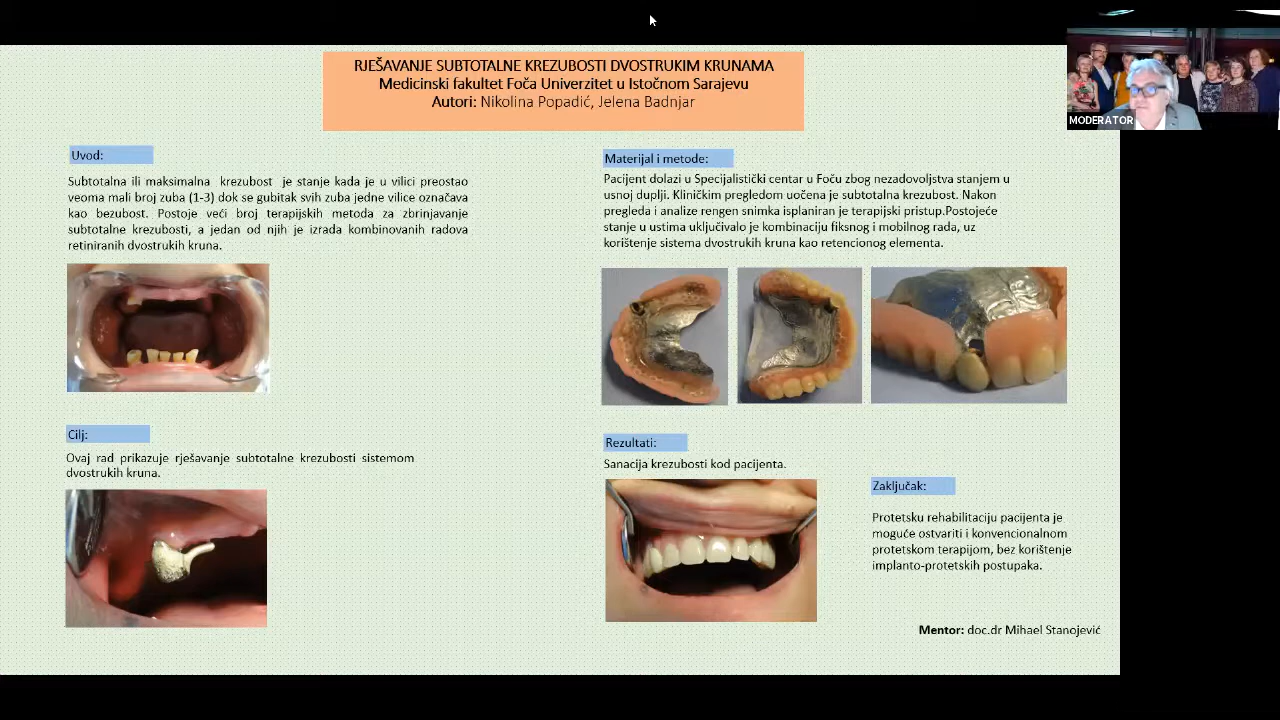 RJEŠAVANJE SUBTOTALNE KREZUBOSTI DVOSTRUKIM KRUNAMA
Medicinski fakultet Foča Univerzitet u Istočnom Sarajevu
Autori: Nikolina Popadić, Jelena Badnjar
MODERATOR
Uvod:
Subtotalna ili maksimalna krezubost je stanje kada je u vilici preostao
veoma mali broj zuba (1-3) dok se gubitak svih zuba jedne vilice označava
kao bezubost. Postoje veći broj terapijskih metoda za zbrinjavanje
subtotalne krezubosti, a jedan od njih je izrada kombinovanih radova
retiniranih dvostrukih kruna.
Cilj:
Ovaj rad prikazuje rješavanje subtotalne krezubosti sistemom
dvostrukih kruna.
Materijal i metode:
Pacijent dolazi u Specijalistički centar u Foču zbog nezadovoljstva stanjem u
usnoj duplji. Kliničkim pregledom uočena je subtotalna krezubost. Nakon
pregleda i analize rengen snimka isplaniran je terapijski pristup.Postojeće
stanje u ustima uključivalo je kombinaciju fiksnog i mobilnog rada, uz
korištenje sistema dvostrukih kruna kao retencionog elementa.
Rezultati:
Sanacija krezubosti kod pacijenta.
Zaključak:
Protetsku rehabilitaciju pacijenta je
moguće ostvariti i konvencionalnom
protetskom terapijom, bez korištenje
implanto-protetskih postupaka.
Mentor: doc.dr Mihael Stanojević